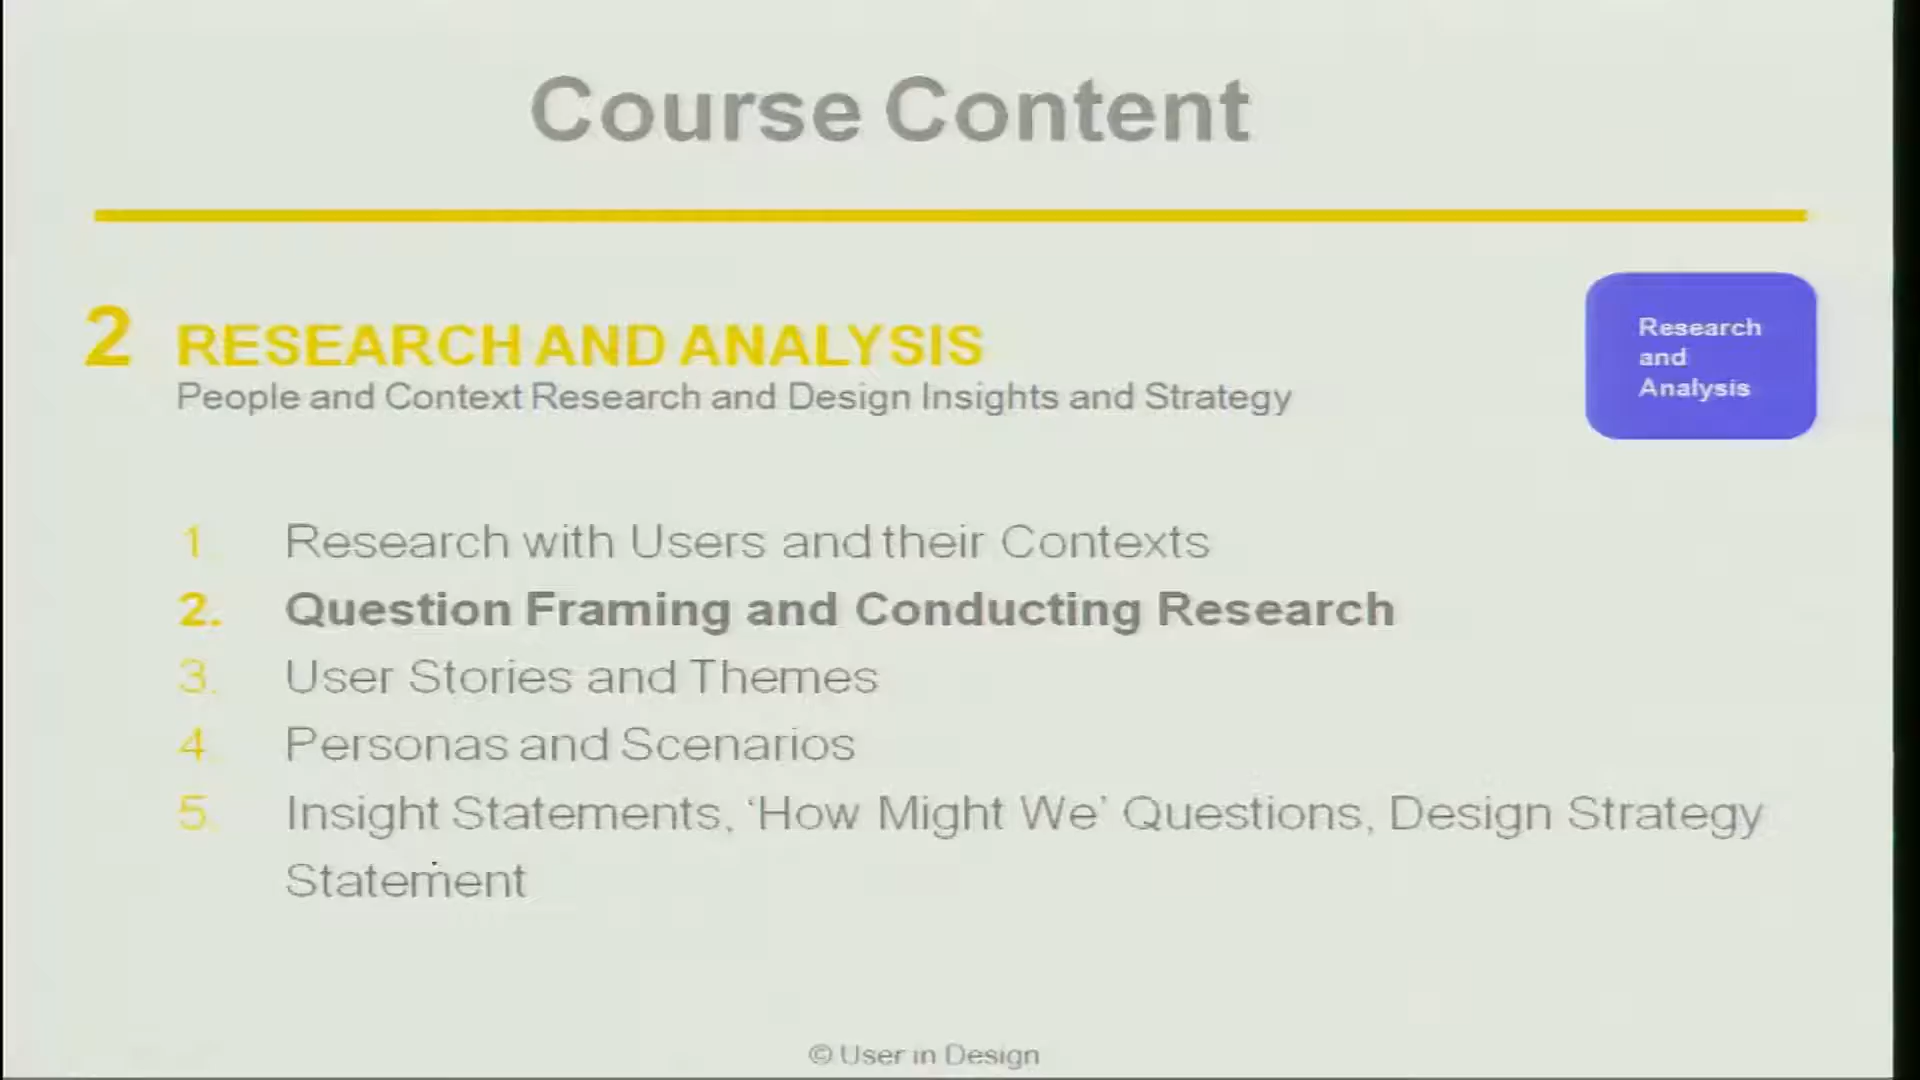 Course Content
2 RESEARCH AND ANALYSIS
People and Context Research and Design Insights and Strategy
Research
and
Analysis
1. Research with Users and their Contexts
2. Question Framing and Conducting Research
3. User Stories and Themes
4. Personas and Scenarios
5. Insight Statements, ‘How Might We’ Questions, Design Strategy
Statement
© User in Design